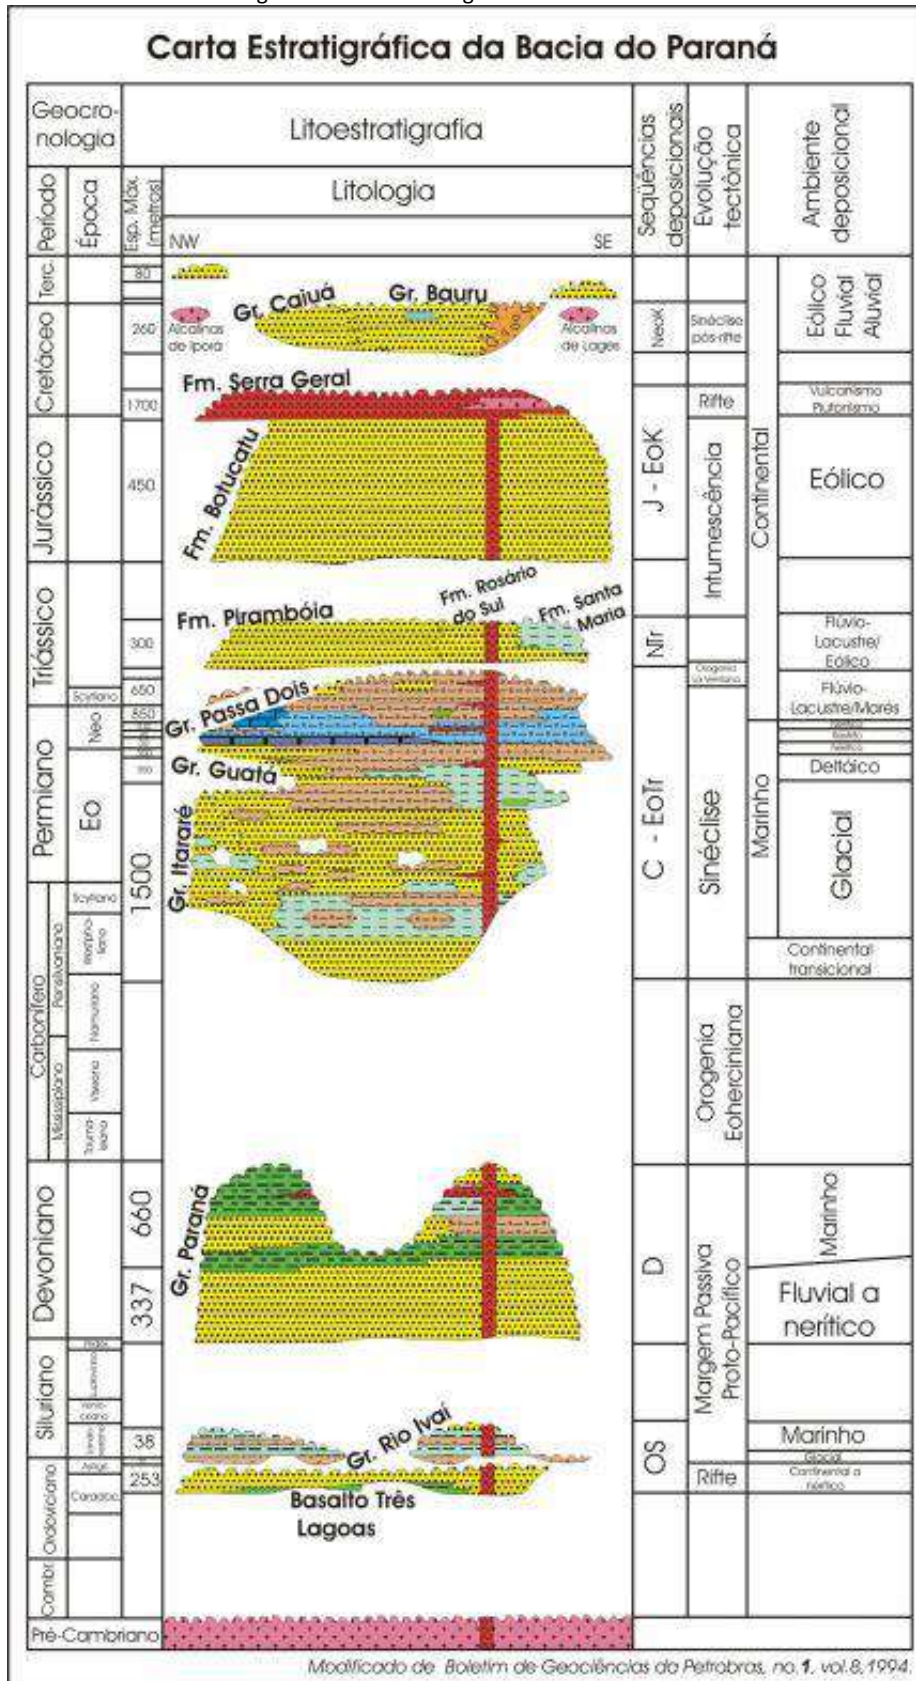 Carta Estratigráfica da Bacia do Paraná
Geocro-
nologia
Litoestratigrafia
Seqüências
deposicionais
Evolução
tectônica
Ambiente
deposicional
Período
Época
Esp. Máx.
(metros)
Litologia
NW
SE
Terc.
80
Gr. Caiuá
Gr. Bauru
Alcalinas
de Iporá
Alcalinas
de Lages
Cretáceo
260
NeoK
Sinéclise
pós-rifte
Eólico
Fluvial
Aluvial
Fm. Serra Geral
1700
Rifte
Vulcanismo
Plutonismo
Jurássico
450
Fm. Botucatu
J - EoK
Intumescência
Continental
Eólico
Triássico
300
Fm. Pirambóia
Fm. Rosário
do Sul
Fm. Santa
Maria
NTr
Flúvio-
Lacustre/
Eólico
Orogenia
La Ventana
Scytiano
650
Gr. Passa Dois
Flúvio-
Lacustre/Marés
Permiano
Neo
Gr. Guatá
Deltáico
EO
1500
Gr. Itararé
C - EoTr
Sinéclise
Marinho
Glacial
Carbonífero
Pensilvaniano
Scytiano
Continental
transicional
Namuriano
Mississipiano
Viseano
Tournai-
siano
Orogenia
Eoherciniana
Devoniano
660
337
Gr. Paraná
D
Margem Passiva
Proto-Pacífico
Marinho
Fluvial a
nerítico
Siluriano
38
Gr. Rio Ivaí
OS
Marinho
Glacial
Ordoviciano
Caradoc.
253
Basalto Três
Lagoas
Rifte
Continental a
nerítico
Cambr.
Pré-Cambriano
Modificado de Boletim de Geociências da Petrobras, no.1, vol.8,1994.